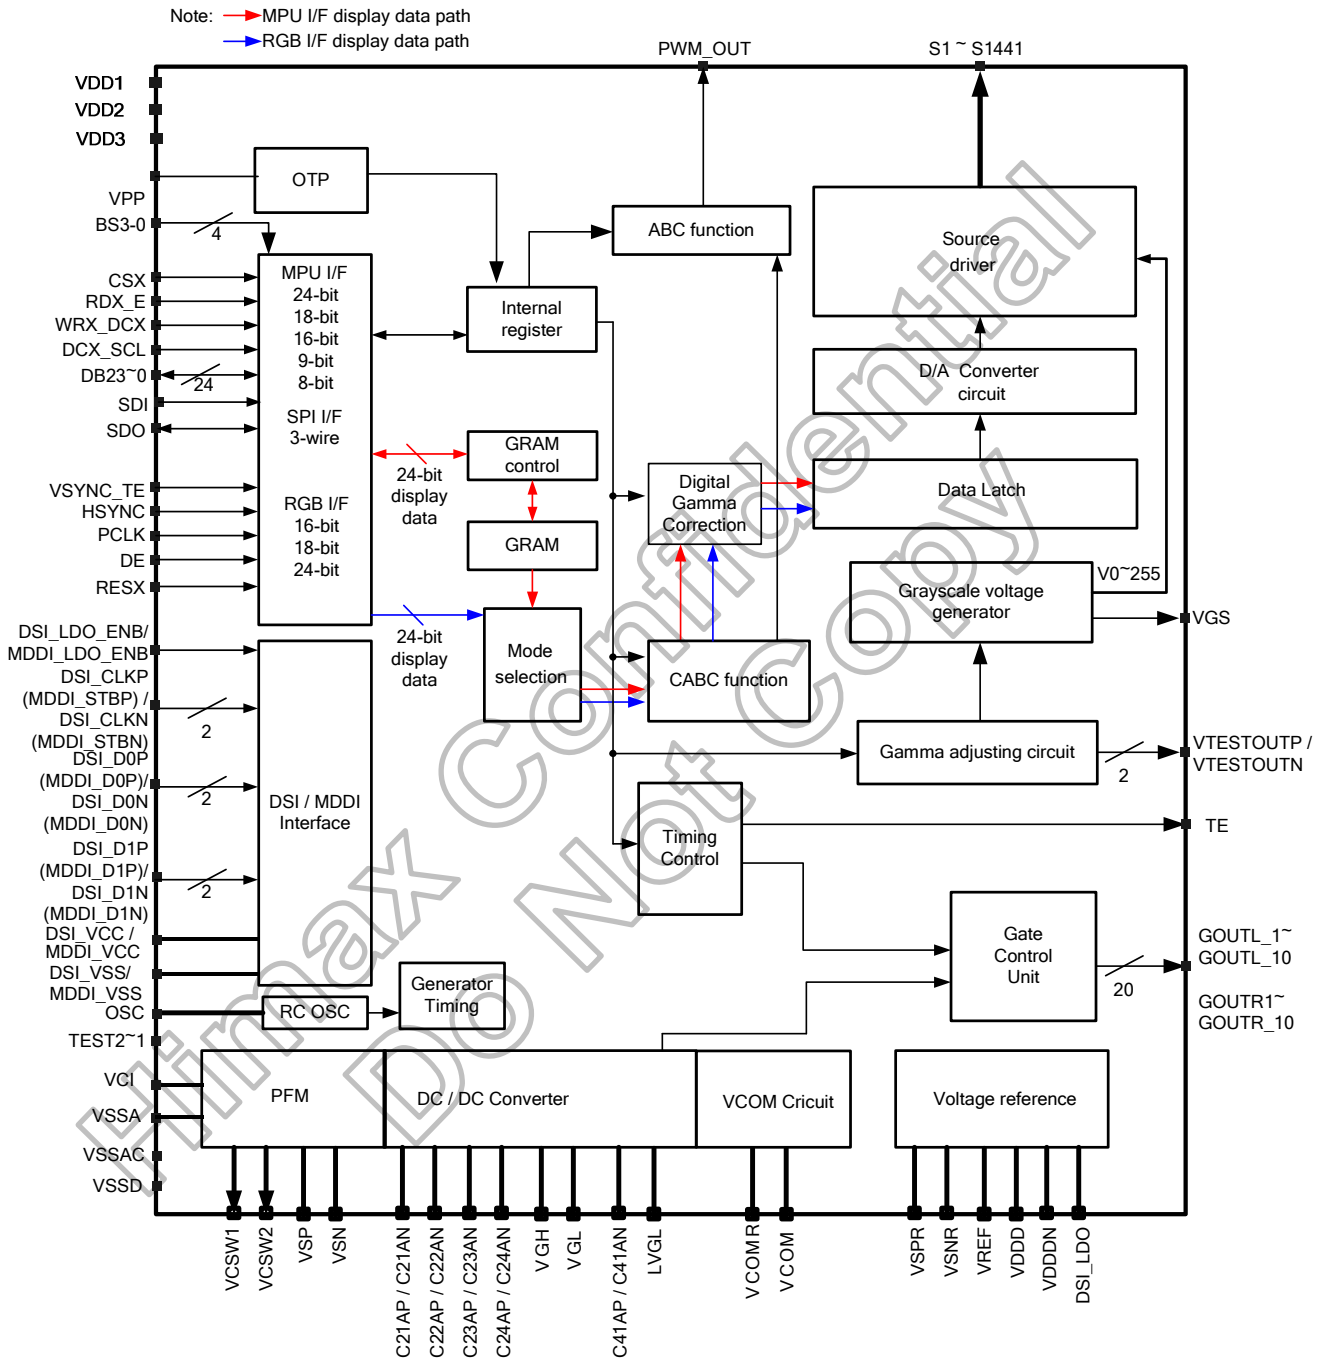 Note: MPU I/F display data path
RGB I/F display data path
PWM_OUT
S1 ~ S1441
VDD1
VDD2
VDD3
VPP
BS3-0
4
CSX
RDX_E
WRX_DCX
DCX_SCL
DB23~0
24
SDI
SDO
VSYNC_TE
HSYNC
PCLK
DE
RESX
DSI_LDO_ENB/
MDDI_LDO_ENB
DSI_CLKP
(MDDI_STBP) /
DSI_CLKN
(MDDI_STBN)
2
DSI_D0P
(MDDI_D0P)/
DSI_D0N
(MDDI_D0N)
2
DSI_D1P
(MDDI_D1P)/
DSI_D1N
(MDDI_D1N)
2
DSI_VCC /
MDDI_VCC
DSI_VSS/
MDDI_VSS
OSC
TEST2~1
VCI
VSSA
VSSAC
VSSD
OTP
MPU I/F
24-bit
18-bit
16-bit
9-bit
8-bit
SPI I/F
3-wire
RGB I/F
16-bit
18-bit
24-bit
DSI / MDDI
Interface
RC OSC
Generator
Timing
Internal
register
24-bit
display
data
GRAM
control
GRAM
24-bit
display
data
Mode
selection
ABC function
Digital
Gamma
Correction
CABC function
Timing
Control
Source
driver
D/A Converter
circuit
Data Latch
Grayscale voltage
generator
V0~255
Gamma adjusting circuit
2
Gate
Control
Unit
20
VGS
VTESTOUTP /
VTESTOUTN
TE
GOUTL_1~
GOUTL_10
GOUTR1~
GOUTR_10
PFM
DC / DC Converter
VCOM Cricuit
Voltage reference
VCSW1
VCSW2
VSP
VSN
C21AP / C21AN
C22AP / C22AN
C23AP / C23AN
C24AP / C24AN
VGH
VGL
C41AP / C41AN
LVGL
VCOMR
VCOM
VSPR
VSNR
VREF
VDDD
VDDDN
DSI_LDO
Himax Confidential
Do Not Copy